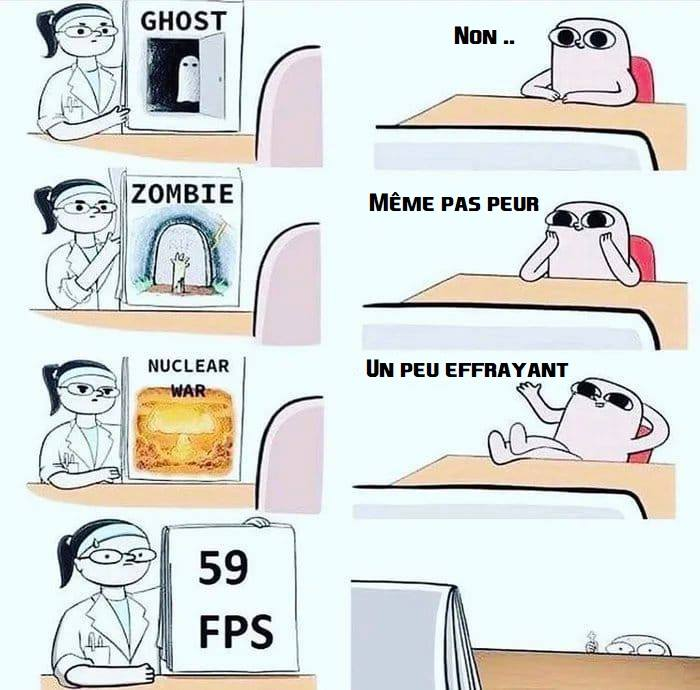 GHOST
Non ..
ZOMBIE
Même pas peur
NUCLEAR
WAR
Un peu effrayant
59
FPS